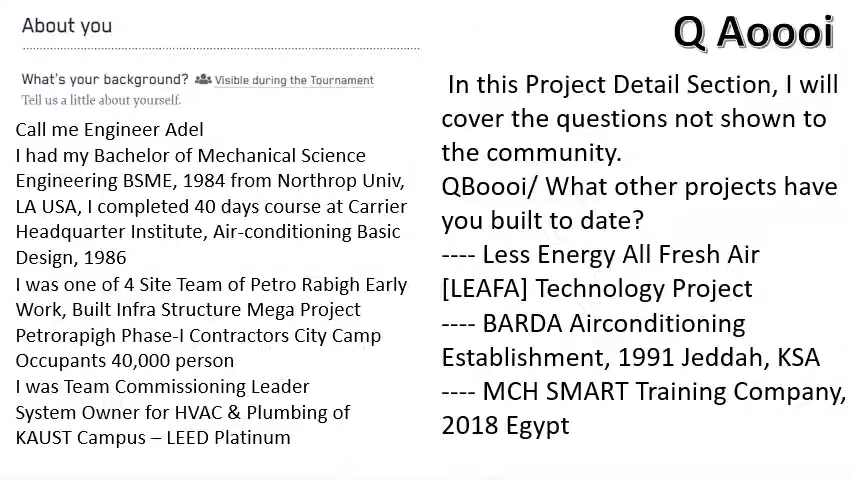 About you
What's your background? Visible during the Tournament
Tell us a little about yourself.
Call me Engineer Adel
I had my Bachelor of Mechanical Science
Engineering BSME, 1984 from Northrop Univ,
LA USA, I completed 40 days course at Carrier
Headquarter Institute, Air-conditioning Basic
Design, 1986
I was one of 4 Site Team of Petro Rabigh Early
Work, Built Infra Structure Mega Project
Petrorapigh Phase-I Contractors City Camp
Occupants 40,000 person
I was Team Commissioning Leader
System Owner for HVAC & Plumbing of
KAUST Campus – LEED Platinum
Q Aoooi
In this Project Detail Section, I will
cover the questions not shown to
the community.
QBoooi/ What other projects have
you built to date?
---- Less Energy All Fresh Air
[LEAFA] Technology Project
---- BARDA Airconditioning
Establishment, 1991 Jeddah, KSA
---- MCH SMART Training Company,
2018 Egypt